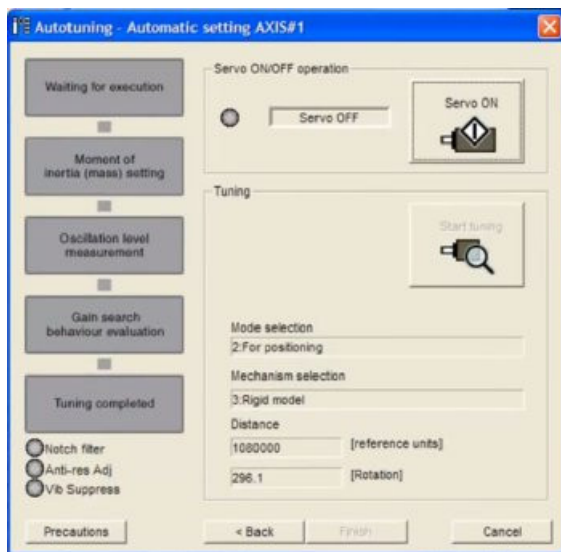 Autotuning - Automatic setting AXIS#1
Waiting for execution
Moment of
inertia (mass) setting
Oscillation level
measurement
Gain search
behaviour evaluation
Tuning completed
Notch filter
Anti-res Adj
Vib Suppress
Precautions
Servo ON/OFF operation
Servo OFF
Servo ON
Tuning
Start tuning
Mode selection
2:For positioning
Mechanism selection
3:Rigid model
Distance
1080000 [reference units]
296.1 [Rotation]
< Back
Finish
Cancel